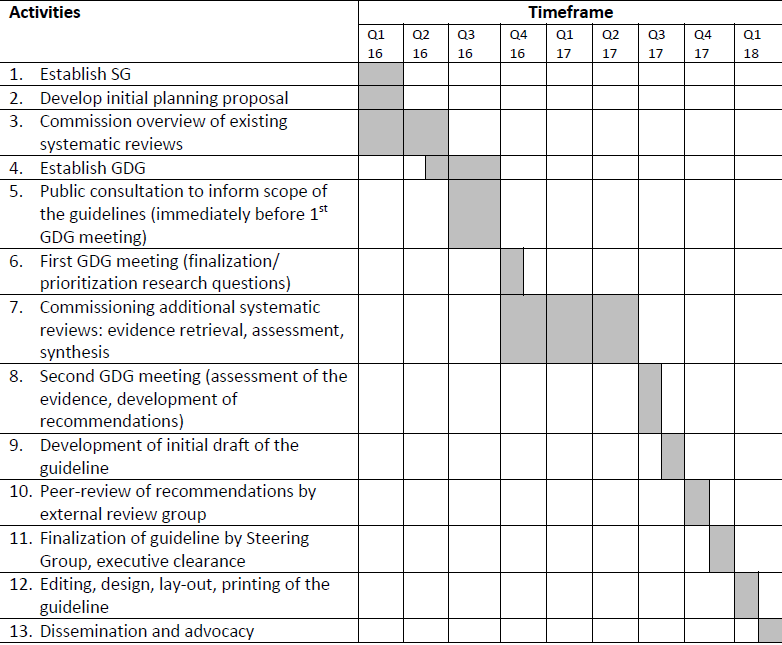 Activities
Timeframe
Q1 Q2 Q3 Q4 Q1 Q2 Q3 Q4 Q1
16 16 16 16 17 17 17 17 18
1. Establish SG
2. Develop initial planning proposal
3. Commission overview of existing
systematic reviews
4. Establish GDG
5. Public consultation to inform scope of
the guidelines (immediately before 1st
GDG meeting)
6. First GDG meeting (finalization/
prioritization research questions)
7. Commissioning additional systematic
reviews: evidence retrieval, assessment,
synthesis
8. Second GDG meeting (assessment of the
evidence, development of
recommendations)
9. Development of initial draft of the
guideline
10. Peer-review of recommendations by
external review group
11. Finalization of guideline by Steering
Group, executive clearance
12. Editing, design, lay-out, printing of the
guideline
13. Dissemination and advocacy